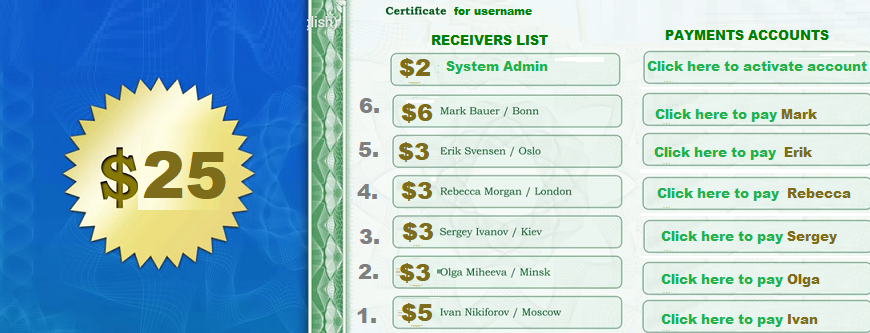 $25
glish)
Certificate for username
RECEIVERS LIST
PAYMENTS ACCOUNTS
$2 System Admin
Click here to activate account
6. $6 Mark Bauer / Bonn
Click here to pay Mark
5. $3 Erik Svensen / Oslo
Click here to pay Erik
4. $3 Rebecca Morgan / London
Click here to pay Rebecca
3. $3 Sergey Ivanov / Kiev
Click here to pay Sergey
2. $3 Olga Miheeva / Minsk
Click here to pay Olga
1. $5 Ivan Nikiforov / Moscow
Click here to pay Ivan